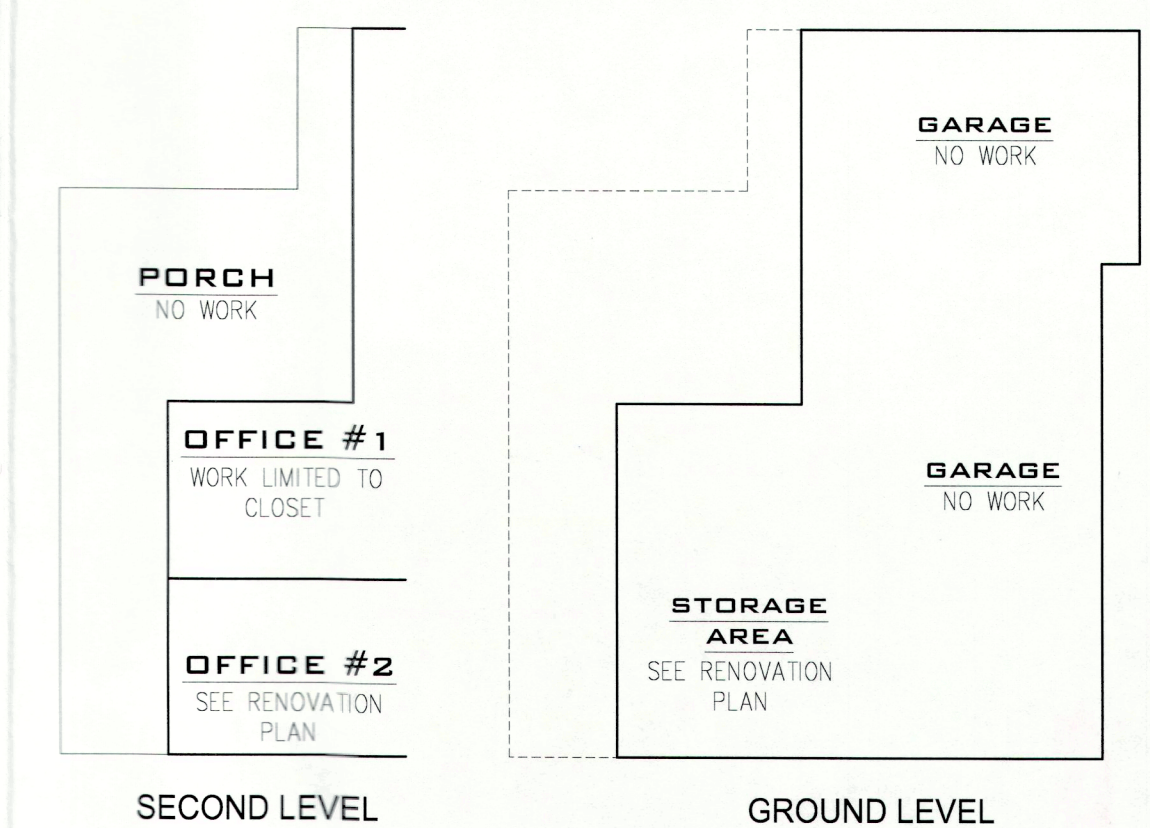 PORCH
NO WORK
OFFICE #1
WORK LIMITED TO
CLOSET
OFFICE #2
SEE RENOVATION
PLAN
SECOND LEVEL
GARAGE
NO WORK
GARAGE
NO WORK
STORAGE
AREA
SEE RENOVATION
PLAN
GROUND LEVEL